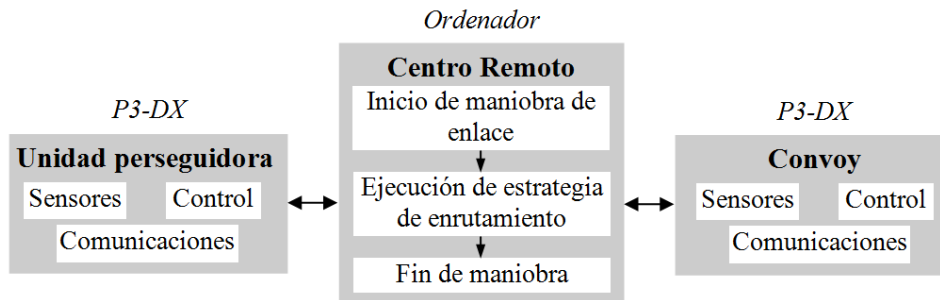 Ordenador
Centro Remoto
Inicio de maniobra de
enlace
Ejecución de estrategia
de enrutamiento
Fin de maniobra
P3-DX
Unidad perseguidora
Sensores
Control
Comunicaciones
P3-DX
Convoy
Sensores
Control
Comunicaciones